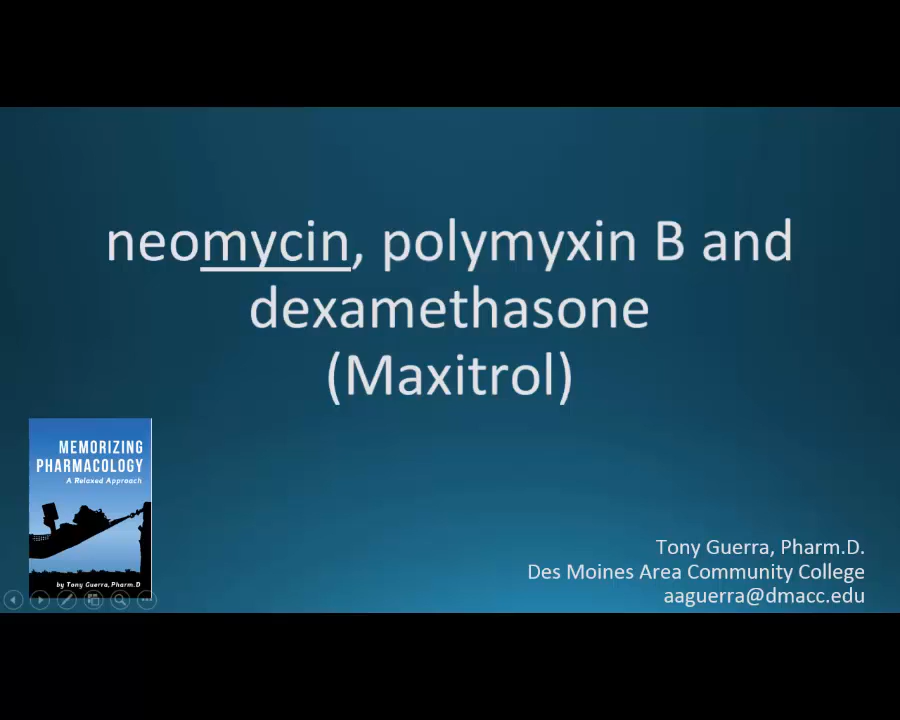 neomycin, polymyxin B and
dexamethasone
(Maxitrol)
MEMORIZING
PHARMACOLOGY
A Relaxed Approach
by Tony Guerra, Pharm.D
Tony Guerra, Pharm.D.
Des Moines Area Community College
aaguerra@dmacc.edu